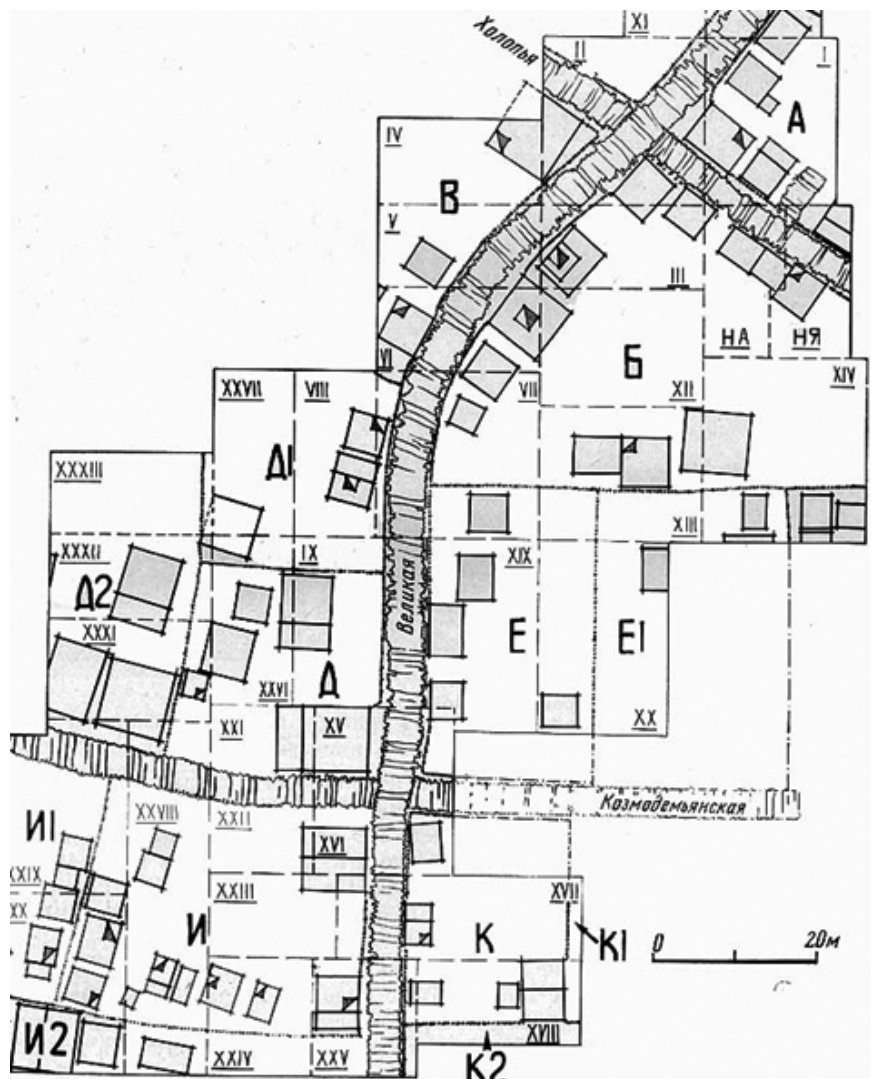 XI
Холопья
II
I
А
IV
В
V
III
НА
НЯ
VI
Б
XXVII
VIII
VII
XII
XIV
Д1
XXXIII
XIII
IX
XXXII
XIX
Великая
Д2
Е
Е1
XXXI
XXVI
Д
XX
XXI
XV
Козмодемьянская
XXVIII
XXII
И1
XVI
XXIX
XXIII
XVII
XX
И
К
К1
0
20м
И2
XVIII
XXIV
XXV
К2